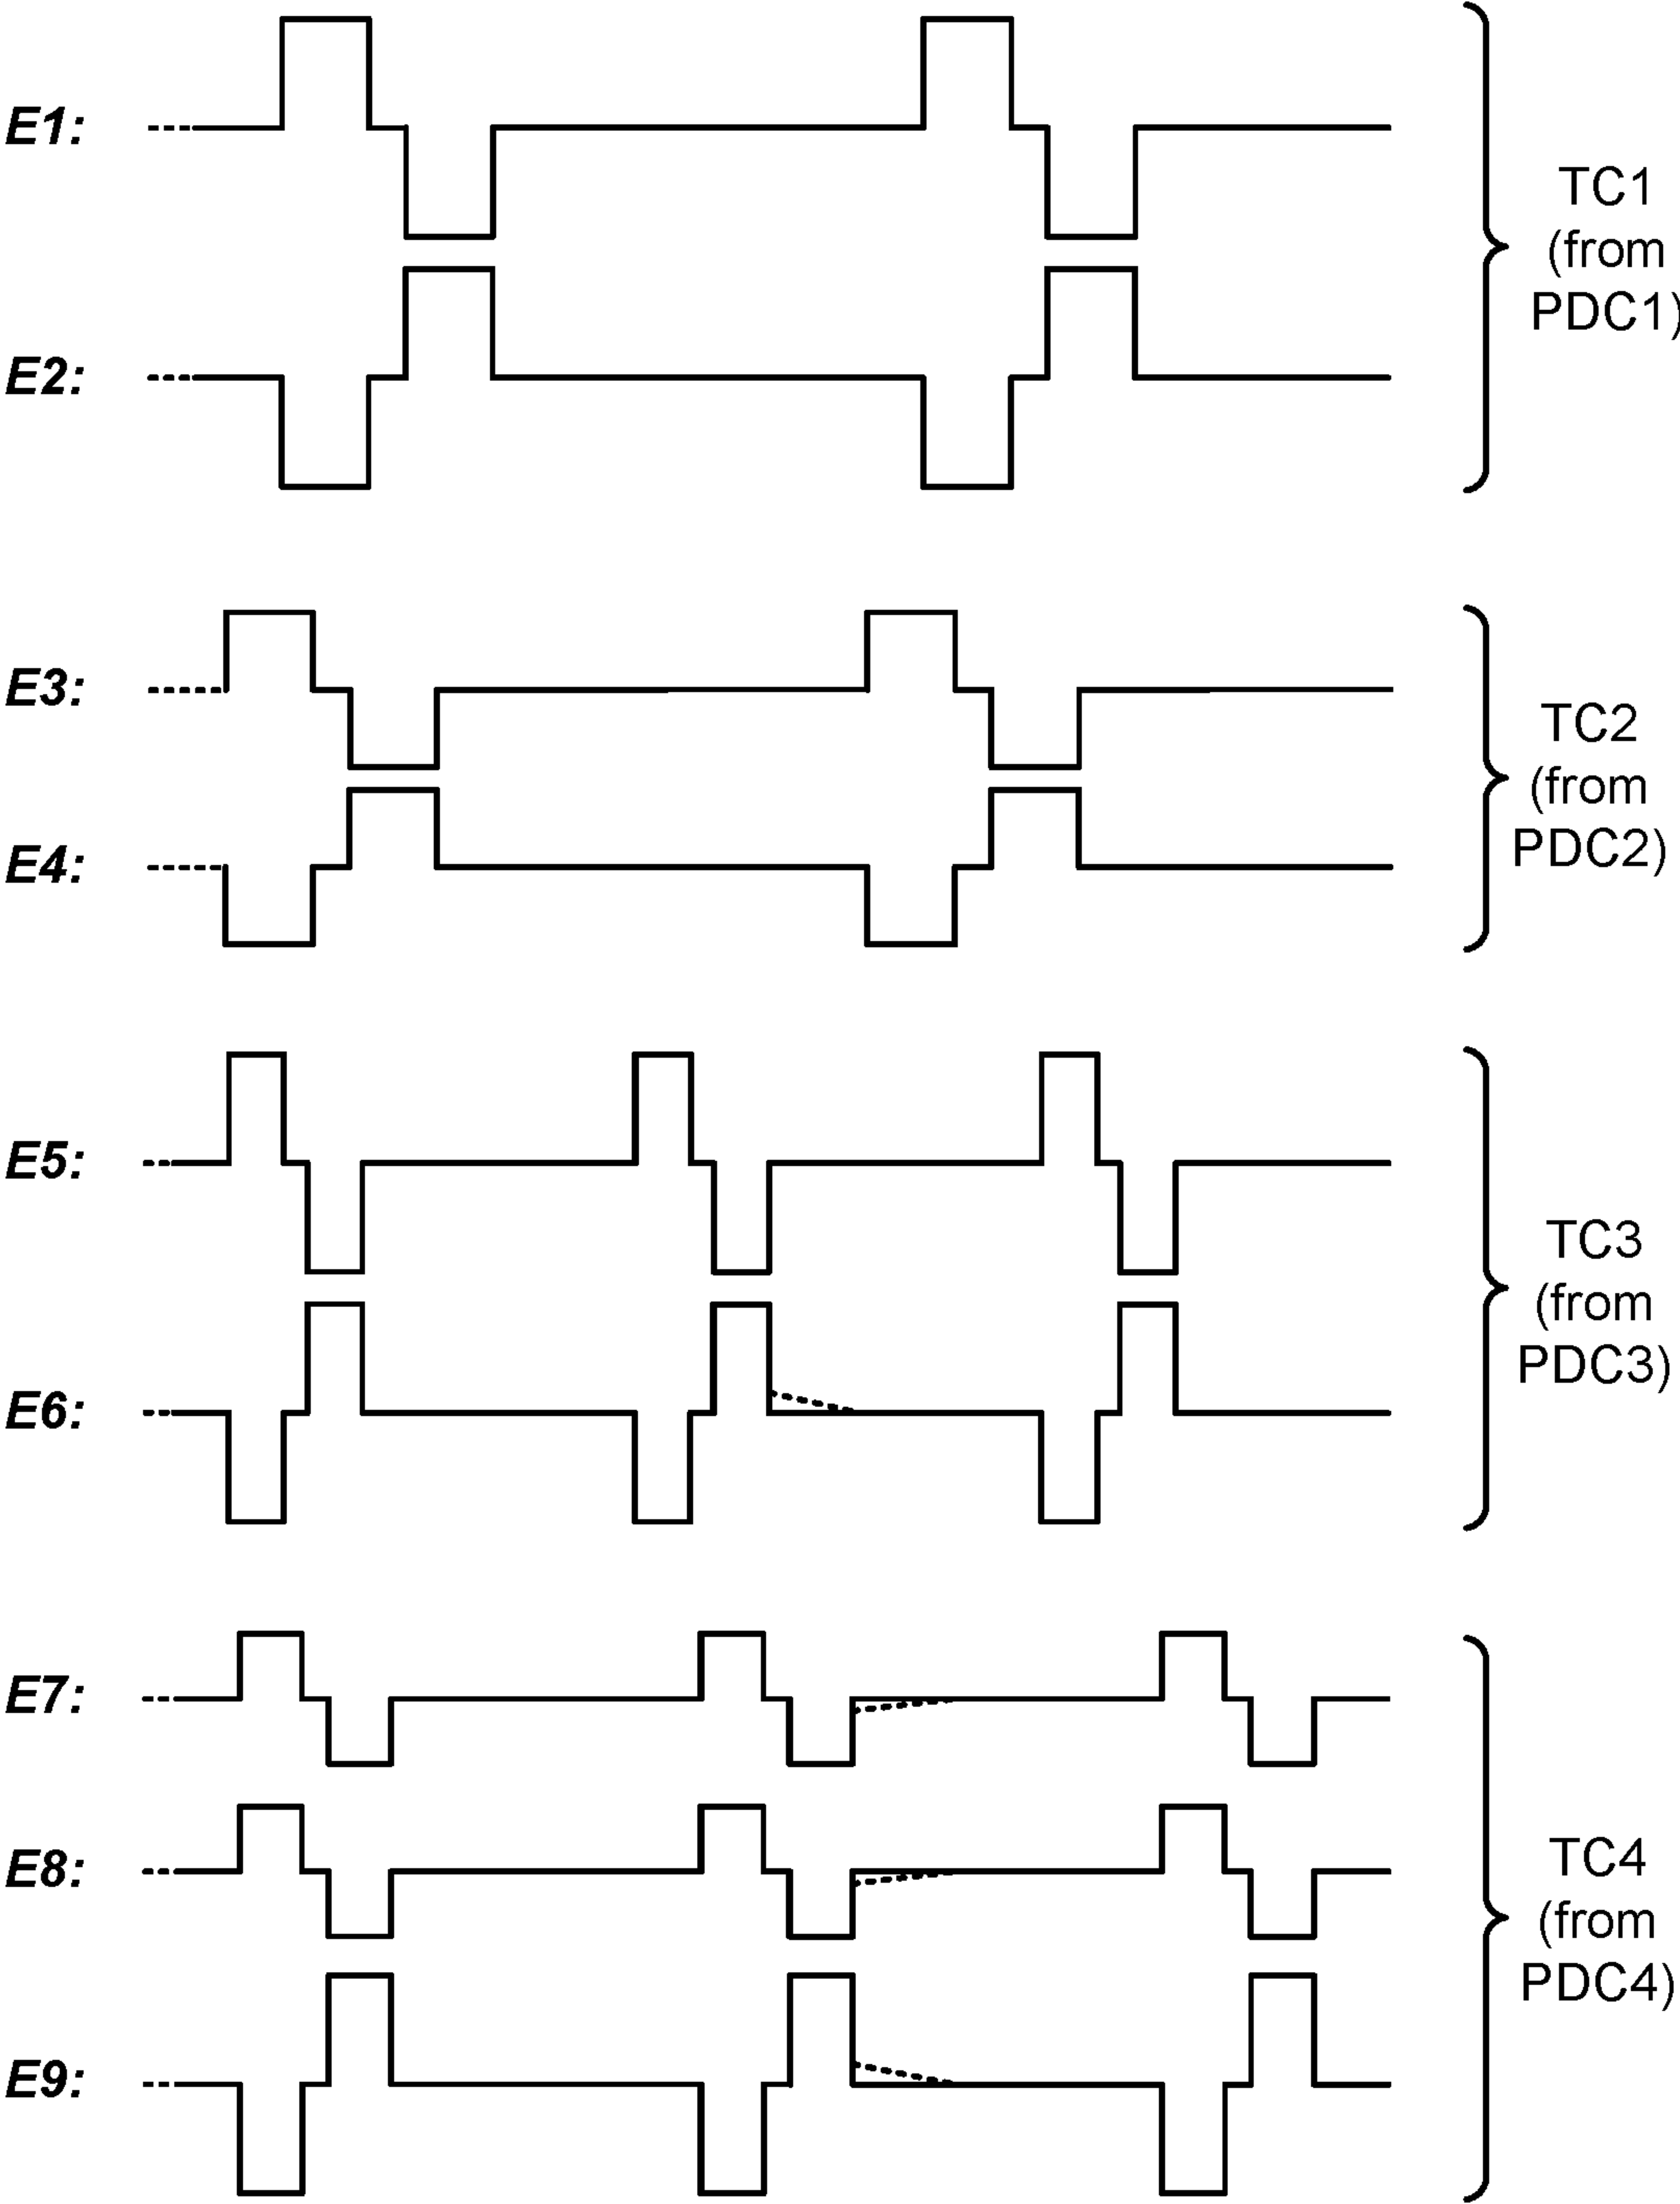 E1:
E2:
TC1
(from
PDC1)
E3:
E4:
TC2
(from
PDC2)
E5:
E6:
TC3
(from
PDC3)
E7:
E8:
E9:
TC4
(from
PDC4)